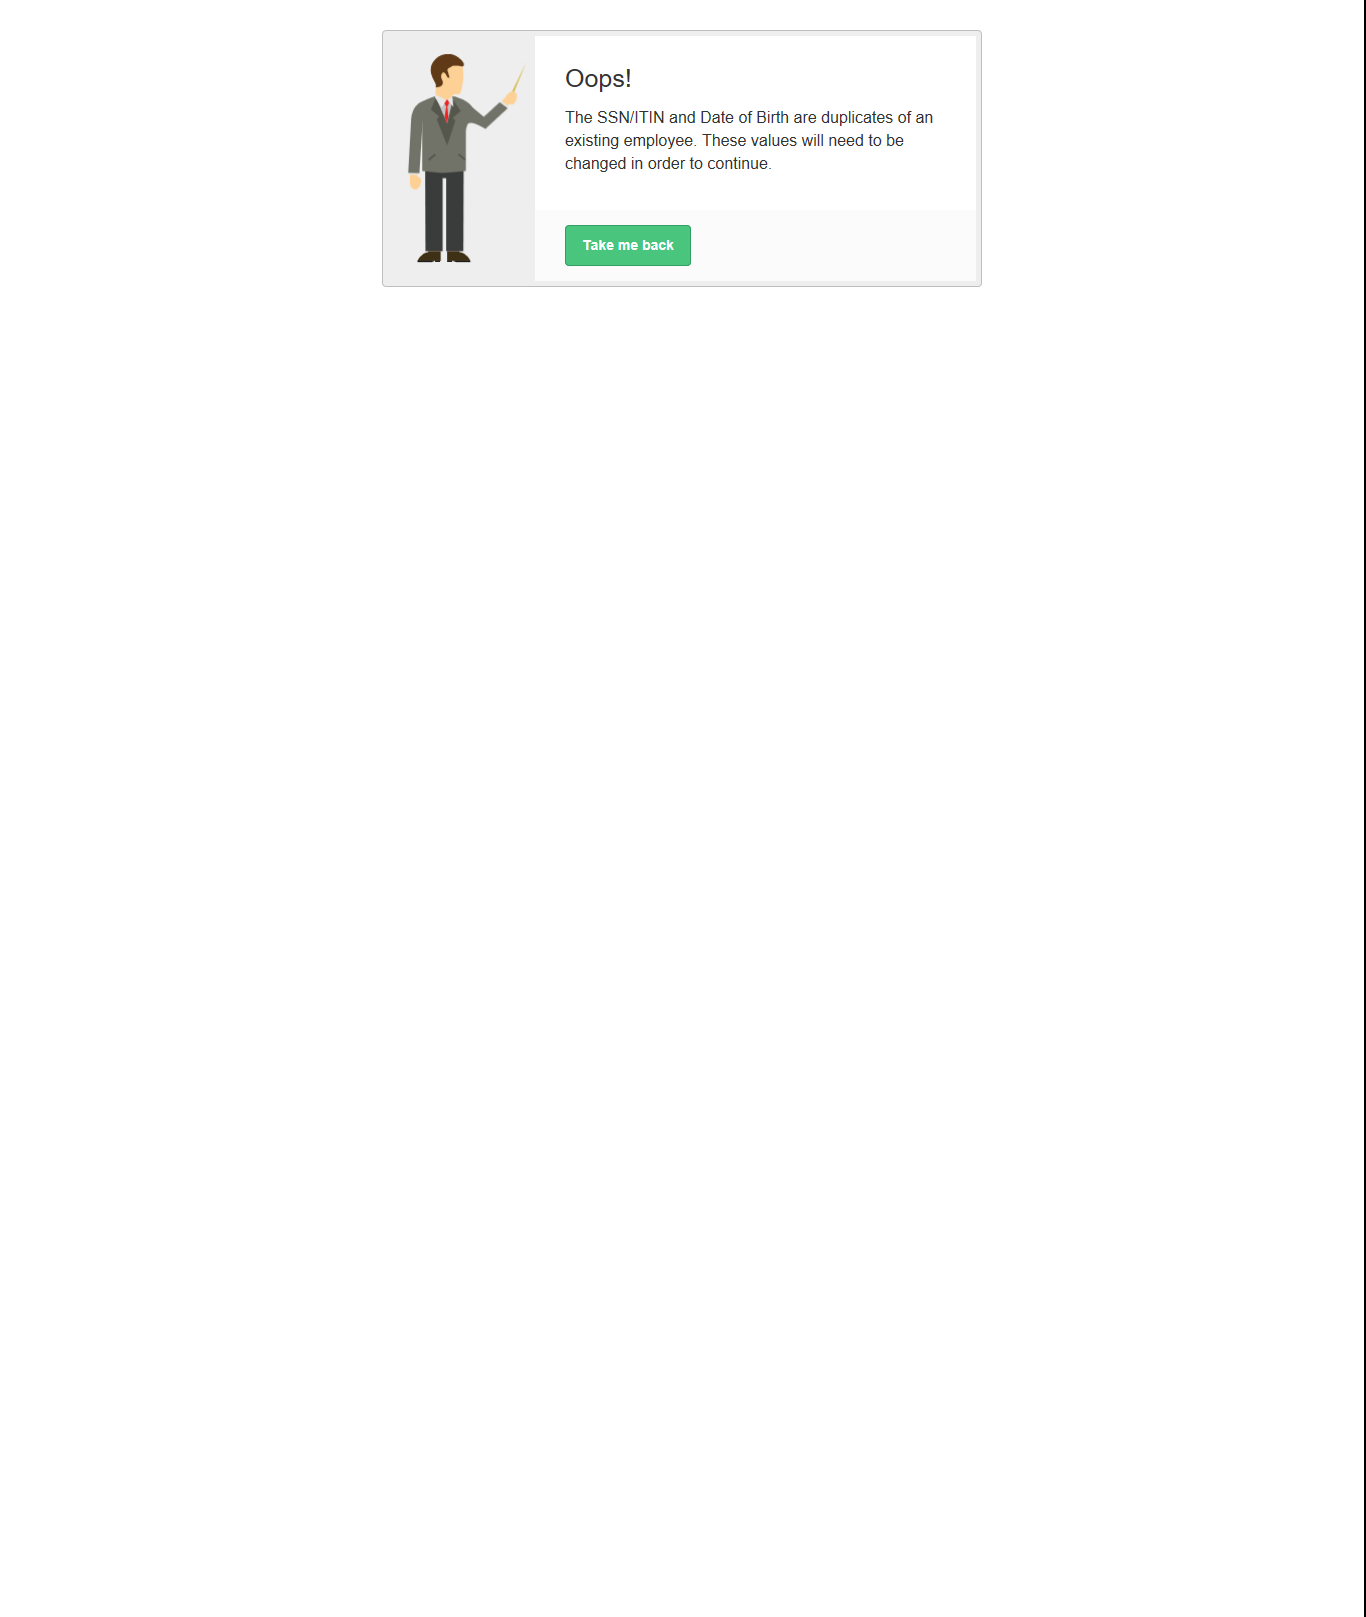 Oops!
The SSN/ITIN and Date of Birth are duplicates of an
existing employee. These values will need to be
changed in order to continue.
Take me back